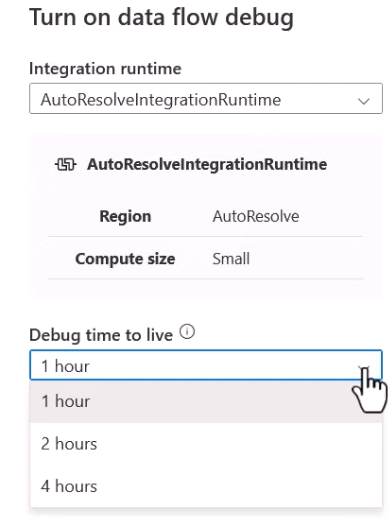 Turn on data flow debug
Integration runtime
AutoResolveIntegrationRuntime
AutoResolveIntegrationRuntime
Region AutoResolve
Compute size Small
Debug time to live
1 hour
1 hour
2 hours
4 hours